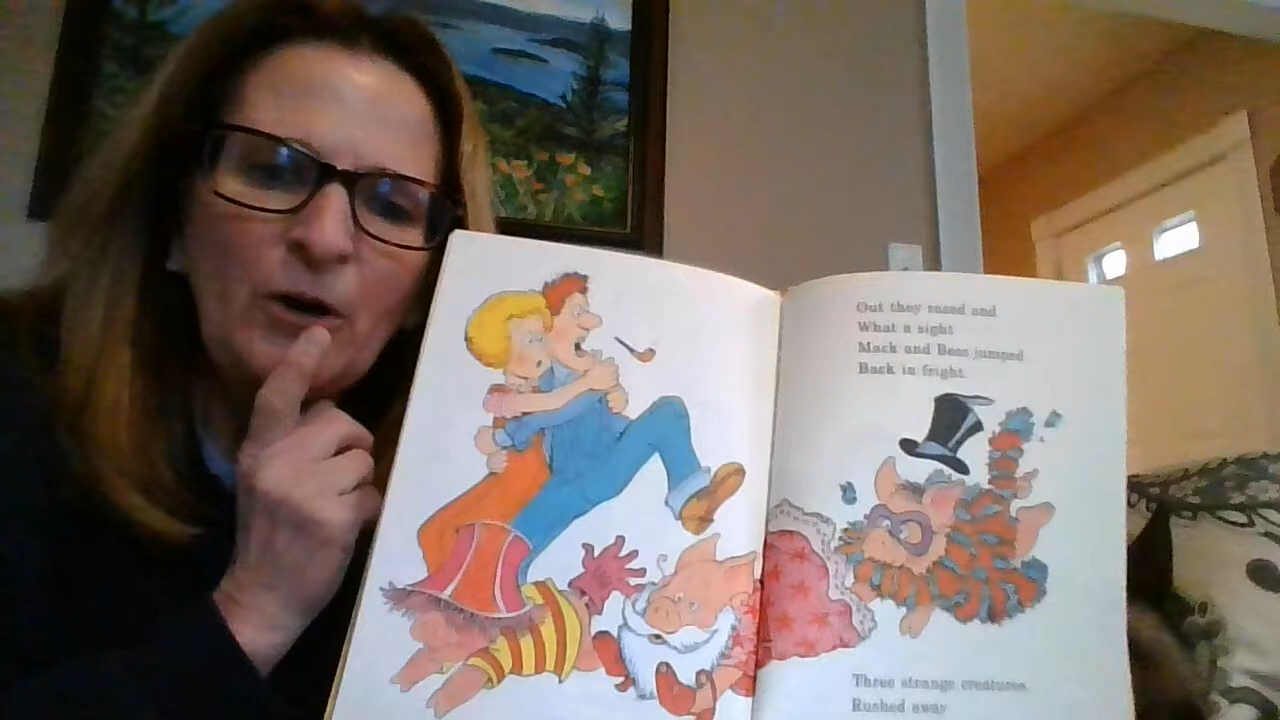 Out they raced and
What a sight
Mack and Bess jumped
Back in fright.
Three strange creatures
Rushed away